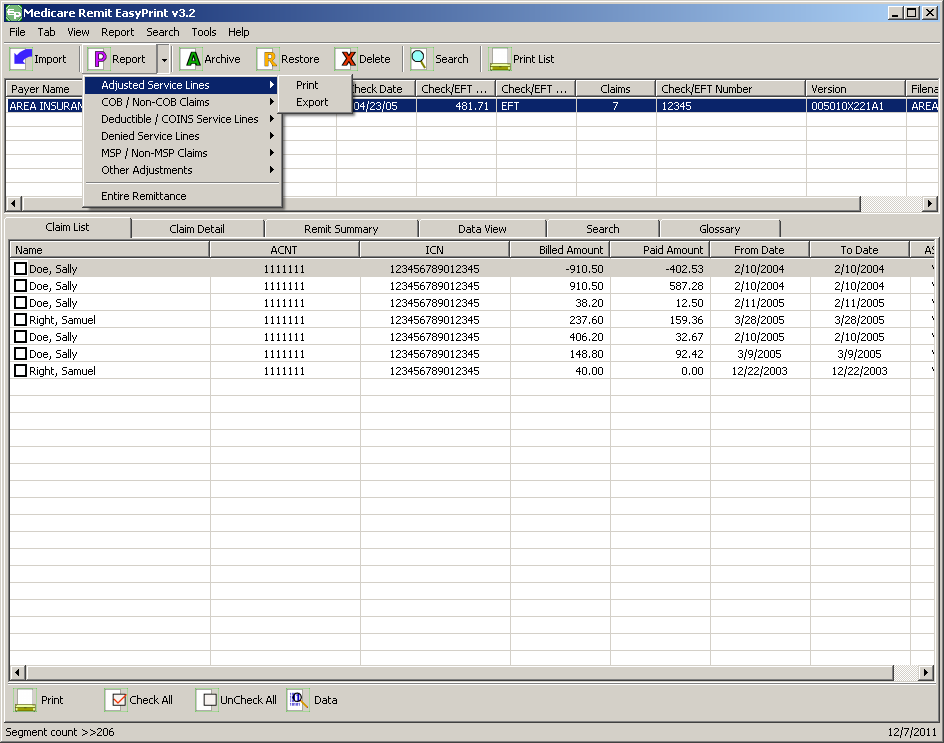 Medicare Remit EasyPrint v3.2
File Tab View Report Search Tools Help
Import P Report A Archive R Restore X Delete Search Print List
Payer Name heck Date Check/EFT ... Check/EFT ... Claims Check/EFT Number Version Filena
AREA INSURAN 04/23/05 481.71 EFT 7 12345 005010X221A1 AREA
Adjusted Service Lines
COB / Non-COB Claims
Deductible / COINS Service Lines
Denied Service Lines
MSP / Non-MSP Claims
Other Adjustments
Entire Remittance
Print
Export
Claim List Claim Detail Remit Summary Data View Search Glossary
Name ACNT ICN Billed Amount Paid Amount From Date To Date AS
Doe, Sally 1111111 123456789012345 -910.50 -402.53 2/10/2004 2/10/2004
Doe, Sally 1111111 123456789012345 910.50 587.28 2/10/2004 2/10/2004
Doe, Sally 1111111 123456789012345 38.20 12.50 2/11/2005 2/11/2005
Right, Samuel 1111111 123456789012345 237.60 159.36 3/28/2005 3/28/2005
Doe, Sally 1111111 123456789012345 406.20 32.67 2/10/2005 2/10/2005
Doe, Sally 1111111 123456789012345 148.80 92.42 3/9/2005 3/9/2005
Right, Samuel 1111111 123456789012345 40.00 0.00 12/22/2003 12/22/2003
Print Check All UnCheck All Data
Segment count >>206 12/7/2011